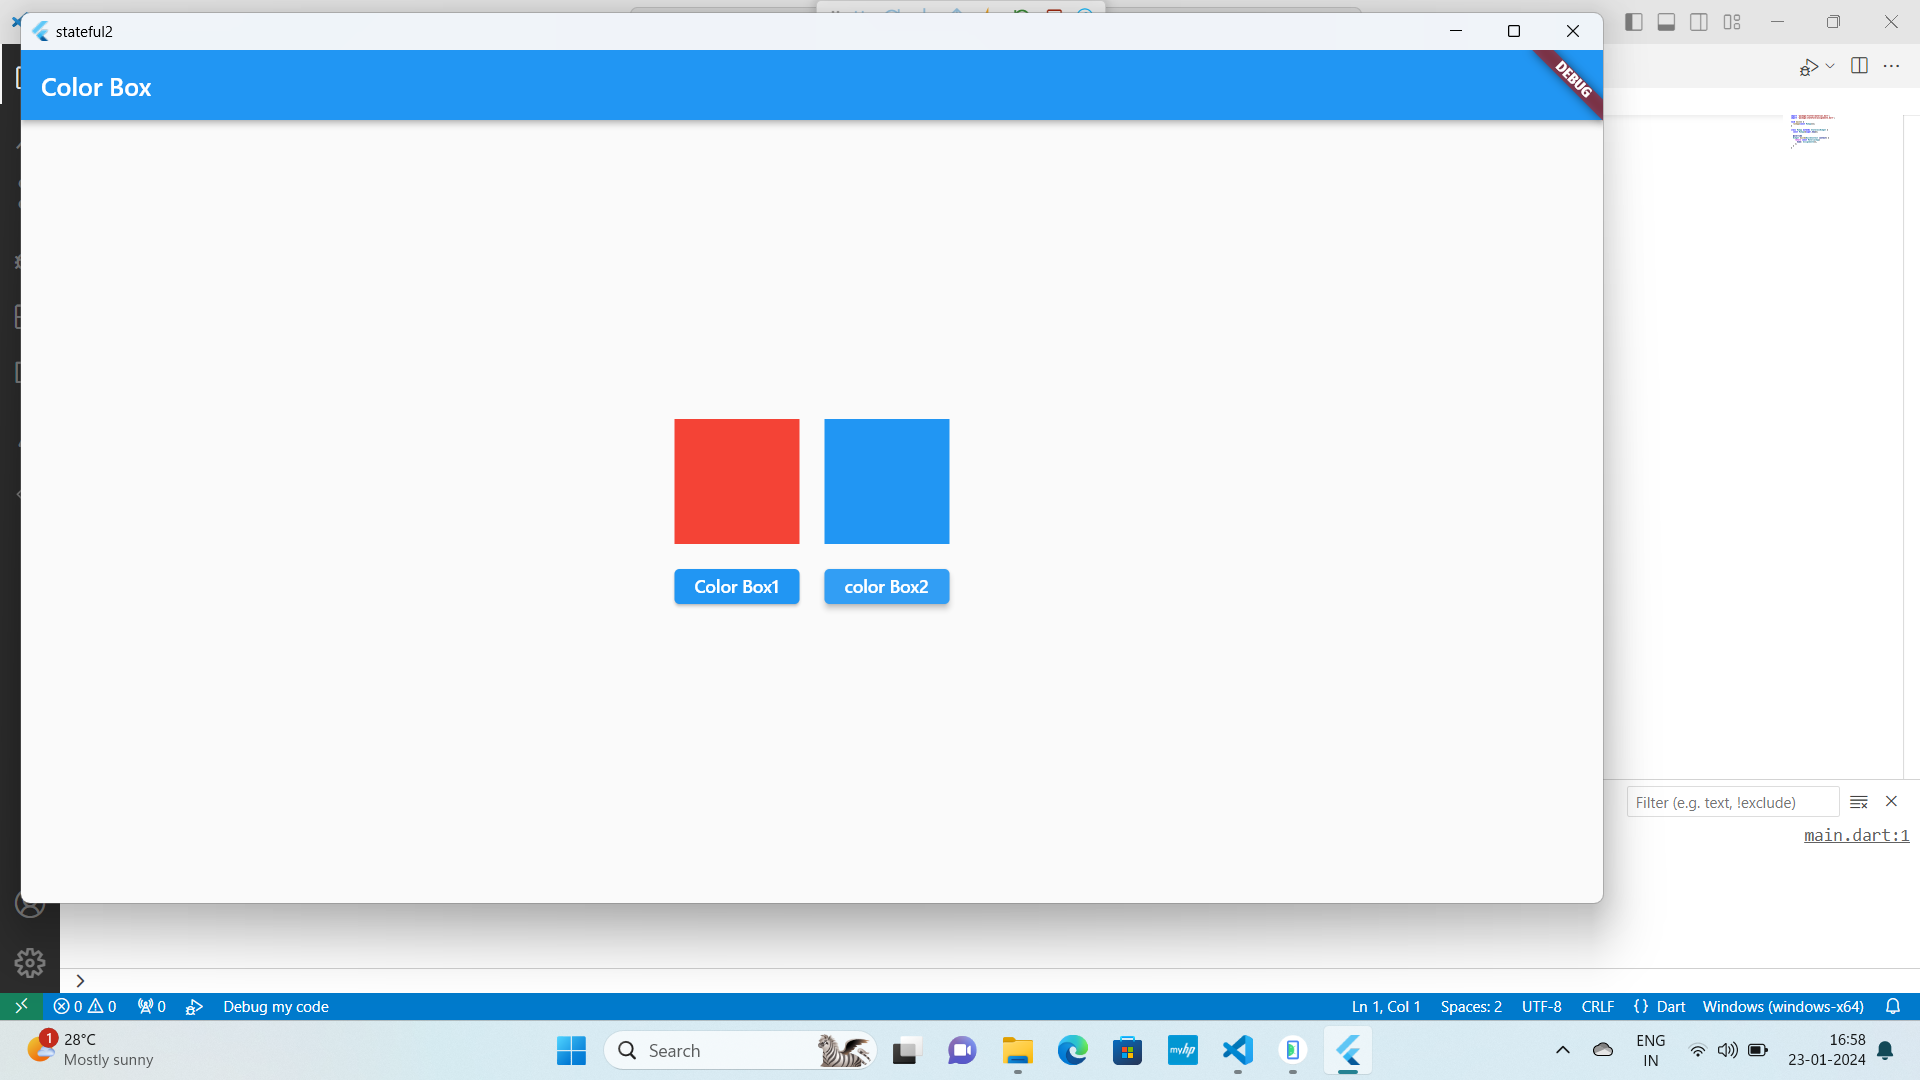 stateful2
Color Box
DEBUG
Color Box1
color Box2
Filter (e.g. text, !exclude)
main.dart:1
0 0 0 Debug my code
Ln 1, Col 1 Spaces: 2 UTF-8 CRLF {} Dart Windows (windows-x64)
1
28°C
Mostly sunny
Search
myhp
ENG
IN
16:58
23-01-2024